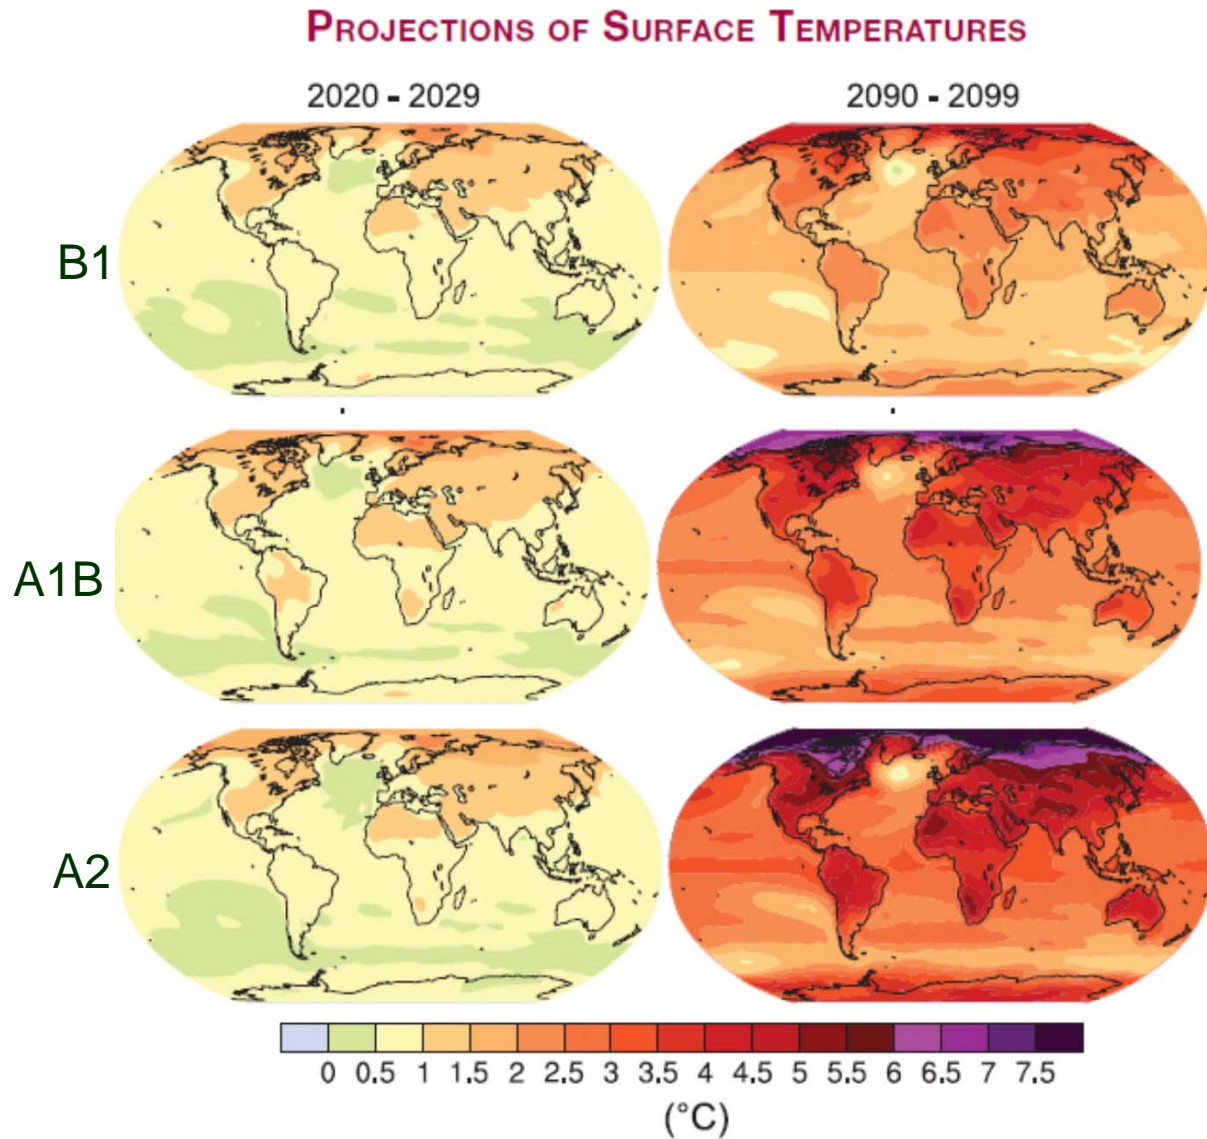 PROJECTIONS OF SURFACE TEMPERATURES
2020 - 2029 2090 - 2099
B1
A1B
A2
0 0.5 1 1.5 2 2.5 3 3.5 4 4.5 5 5.5 6 6.5 7 7.5
(°C)